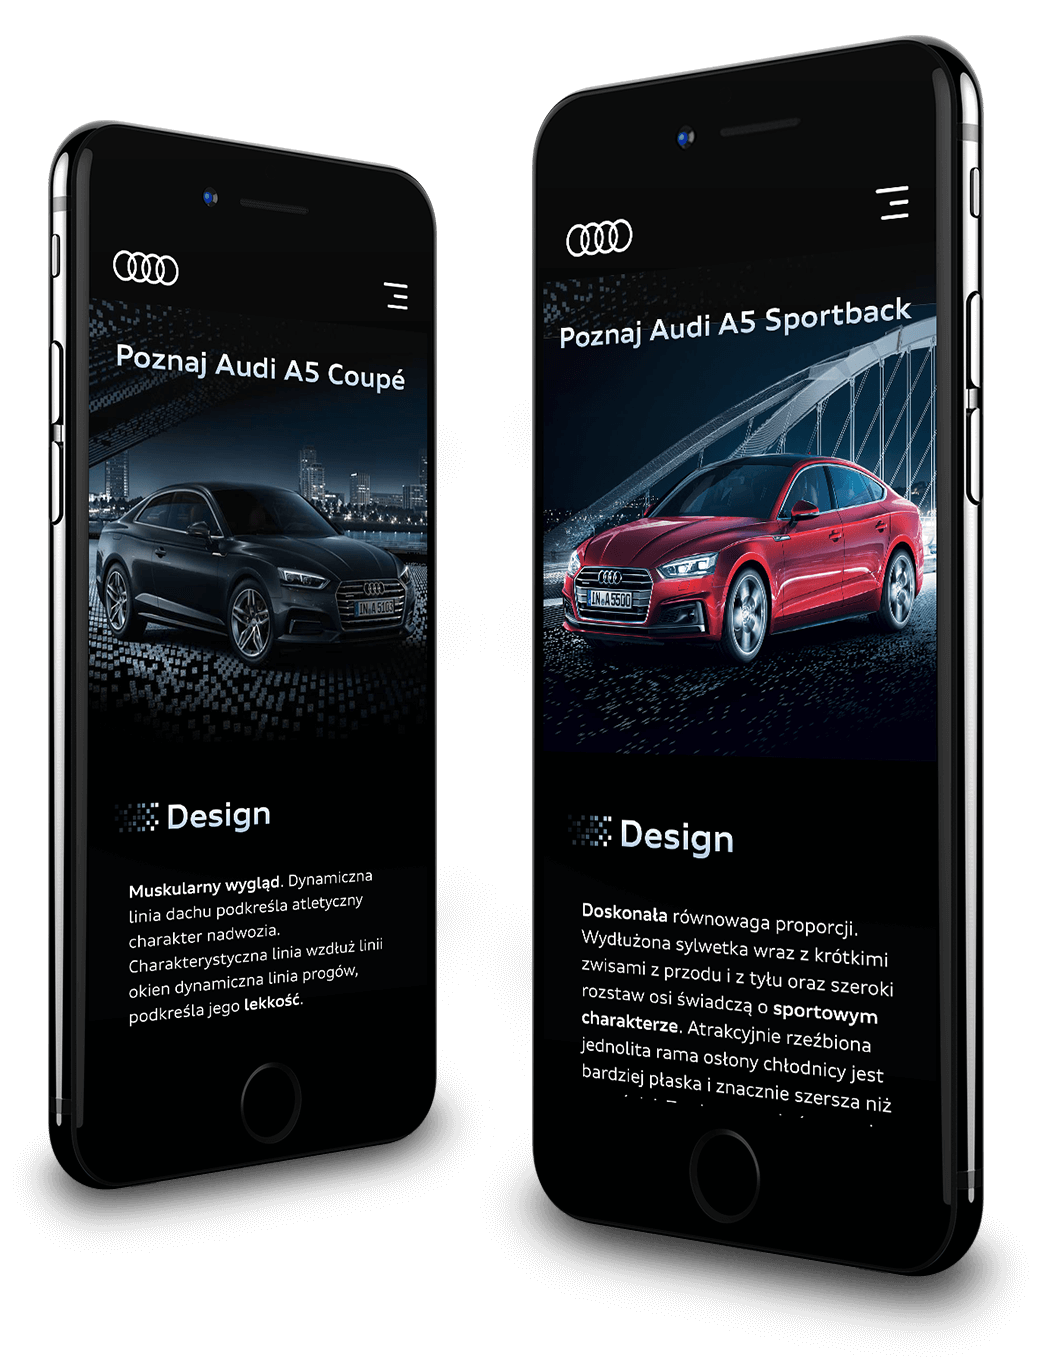 Poznaj Audi A5 Coupé
Design
Muskularny wygląd. Dynamiczna
linia dachu podkreśla atletyczny
charakter nadwozia.
Charakterystyczna linia wzdłuż linii
okien dynamiczna linia progów,
podkreśla jego lekkość.
Poznaj Audi A5 Sportback
IN A 5500
Design
Doskonała równowaga proporcji.
Wydłużona sylwetka wraz z krótkimi
zwisami z przodu i z tyłu oraz szeroki
rozstaw osi świadczą o sportowym
charakterze. Atrakcyjnie rzeźbiona
jednolita rama osłony chłodnicy jest
bardziej płaska i znacznie szersza niż